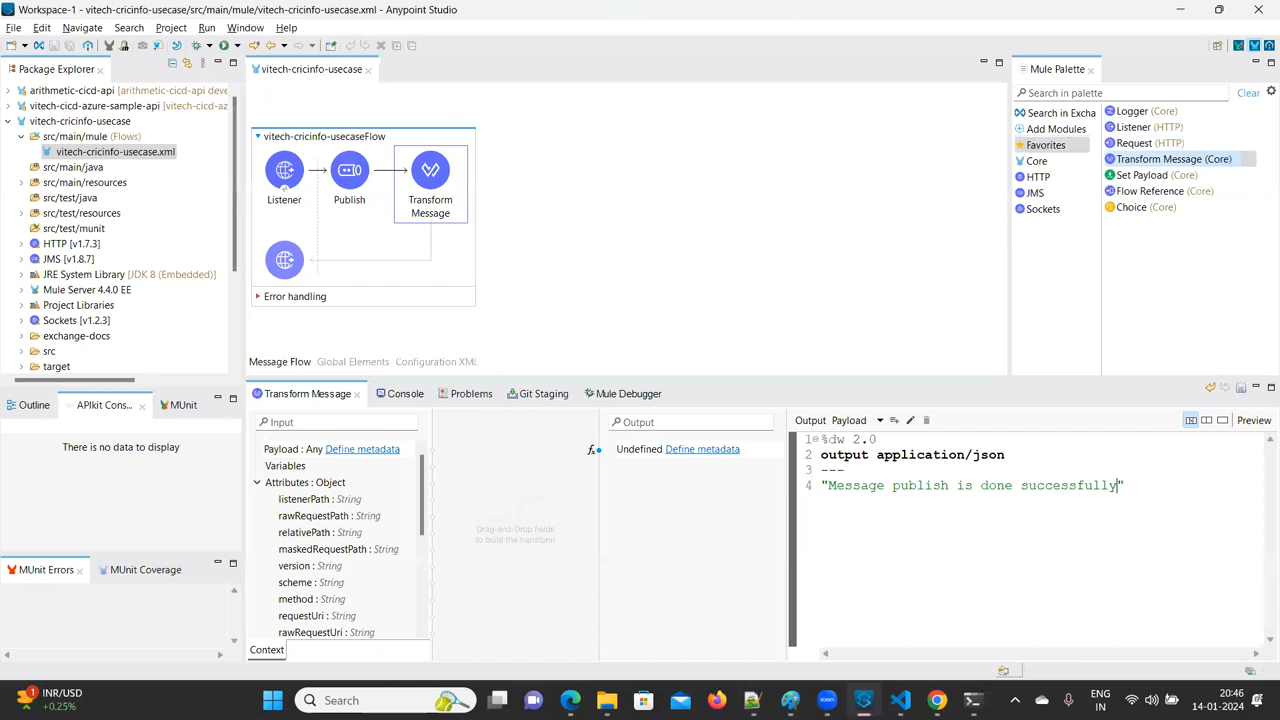 Workspace-1 - vitech-cricinfo-usecase/src/main/mule/vitech-cricinfo-usecase.xml - Anypoint Studio
File Edit Navigate Search Project Run Window Help
Package Explorer
arithmetic-cicd-api [arithmetic-cicd-api deve
vitech-cicd-azure-sample-api [vitech-cicd-az
vitech-cricinfo-usecase
src/main/mule (Flows)
vitech-cricinfo-usecase.xml
src/main/java
src/main/resources
src/test/java
src/test/resources
src/test/munit
HTTP [v1.7.3]
JMS [v1.8.7]
JRE System Library [JDK 8 (Embedded)]
Mule Server 4.4.0 EE
Project Libraries
Sockets [v1.2.3]
exchange-docs
src
target
vitech-cricinfo-usecase
vitech-cricinfo-usecaseFlow
Listener
Publish
Transform
Message
Error handling
Message Flow Global Elements Configuration XML
Mule Palette
Search in palette
Clear
Search in Excha
Add Modules
Favorites
Core
HTTP
JMS
Sockets
Logger (Core)
Listener (HTTP)
Request (HTTP)
Transform Message (Core)
Set Payload (Core)
Flow Reference (Core)
Choice (Core)
Outline
APIkit Cons...
MUnit
There is no data to display
MUnit Errors
MUnit Coverage
Transform Message
Console
Problems
Git Staging
Mule Debugger
Input
Payload : Any Define metadata
Variables
Attributes : Object
listenerPath : String
rawRequestPath : String
relativePath : String
maskedRequestPath : String
version : String
scheme : String
method : String
requestUri : String
rawRequestUri : String
Context
Drag-and-Drop fields
to build the transform
Output
Undefined Define metadata
Output Payload
Preview
1 %dw 2.0
2 output application/json
3 ---
4 "Message publish is done successfully"
1
INR/USD
+0.25%
Search
ENG
IN
20:46
14-01-2024